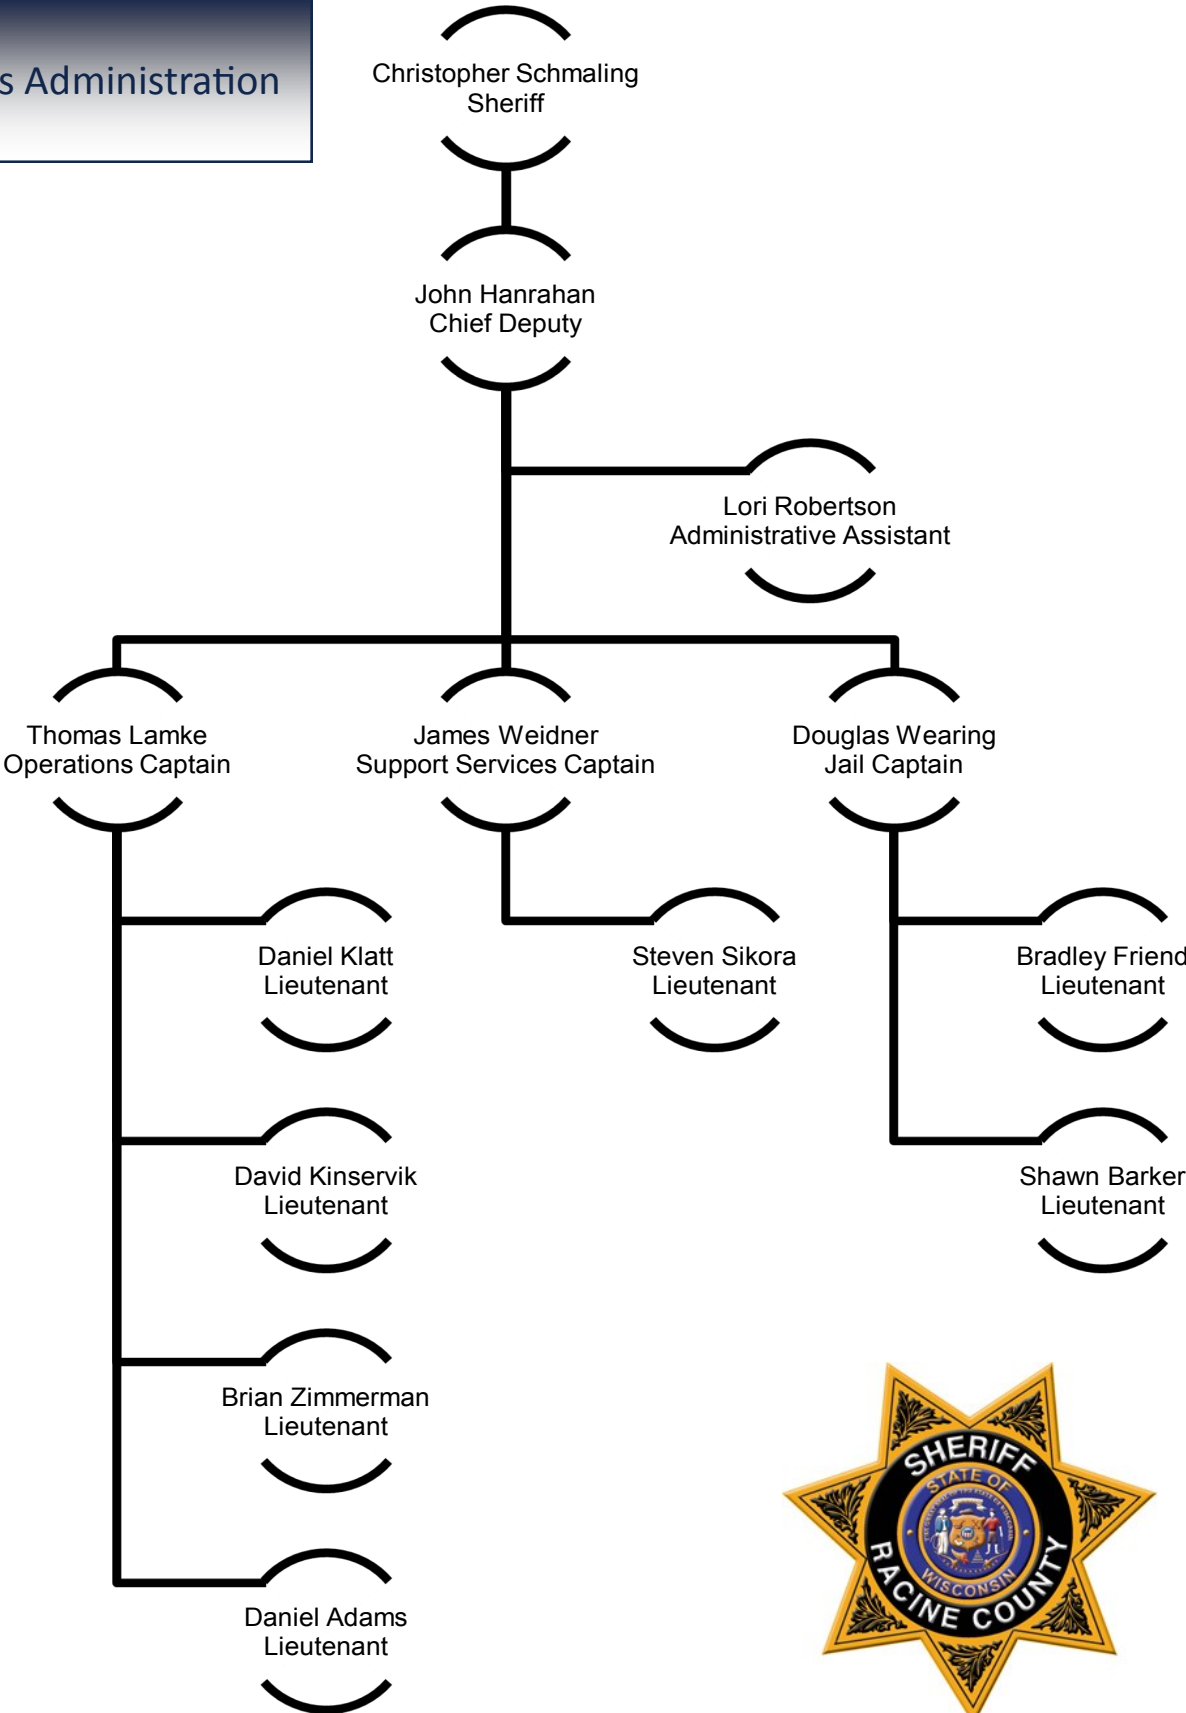 s Administration
Christopher Schmaling
Sheriff
John Hanrahan
Chief Deputy
Lori Robertson
Administrative Assistant
Thomas Lamke
Operations Captain
James Weidner
Support Services Captain
Douglas Wearing
Jail Captain
Daniel Klatt
Lieutenant
Steven Sikora
Lieutenant
Bradley Friend
Lieutenant
David Kinservik
Lieutenant
Shawn Barker
Lieutenant
Brian Zimmerman
Lieutenant
Daniel Adams
Lieutenant
SHERIFF
STATE OF
WISCONSIN
RACINE COUNTY